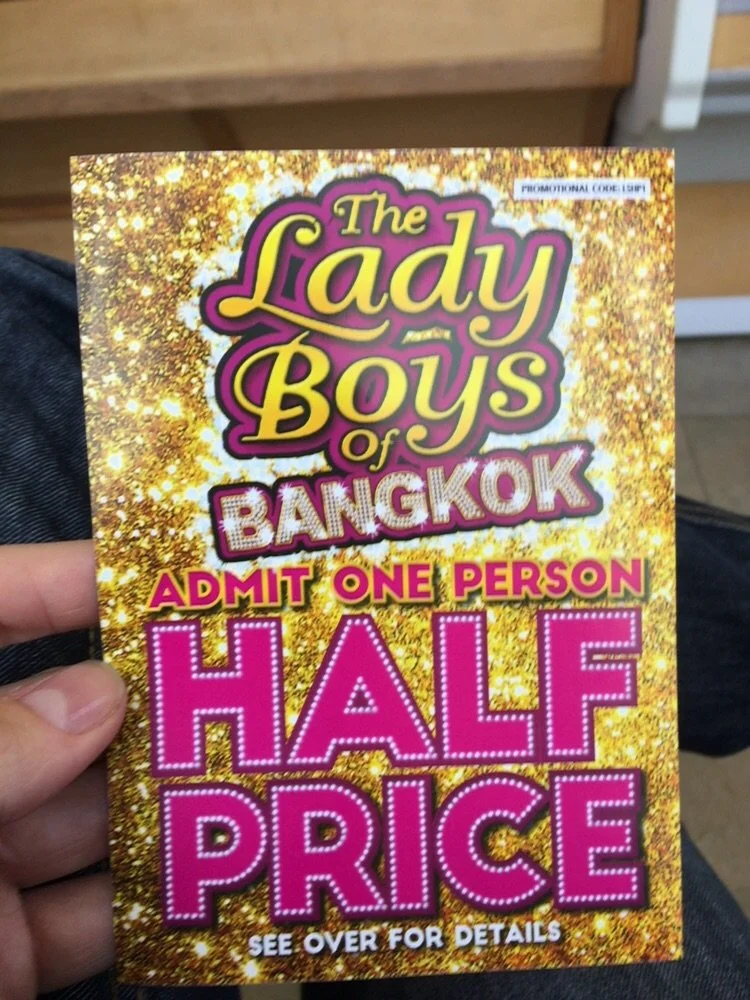 PROMOTIONAL CODE: LSHP1
The
Lady
Boys
Of
BANGKOK
ADMIT ONE PERSON
HALF
PRICE
SEE OVER FOR DETAILS